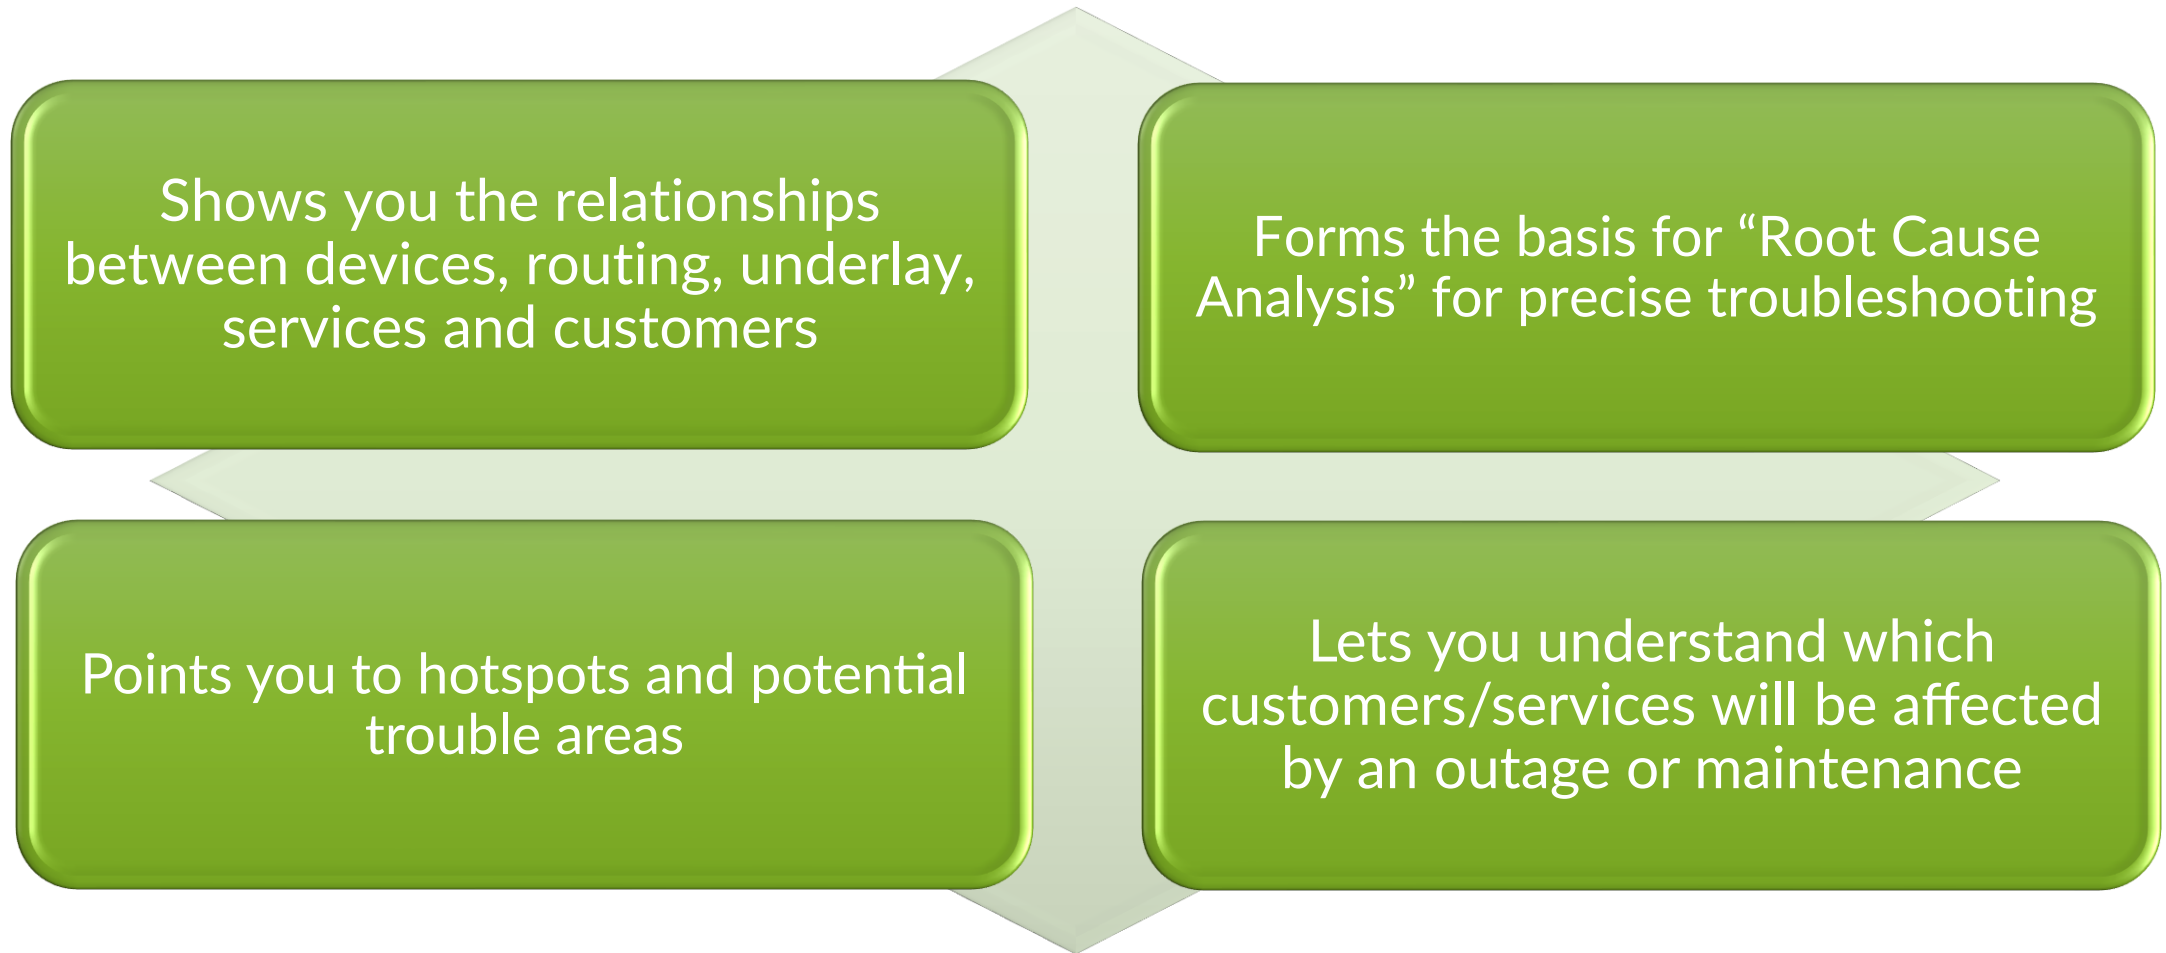 Shows you the relationships
between devices, routing, underlay,
services and customers
Forms the basis for “Root Cause
Analysis” for precise troubleshooting
Points you to hotspots and potential
trouble areas
Lets you understand which
customers/services will be affected
by an outage or maintenance